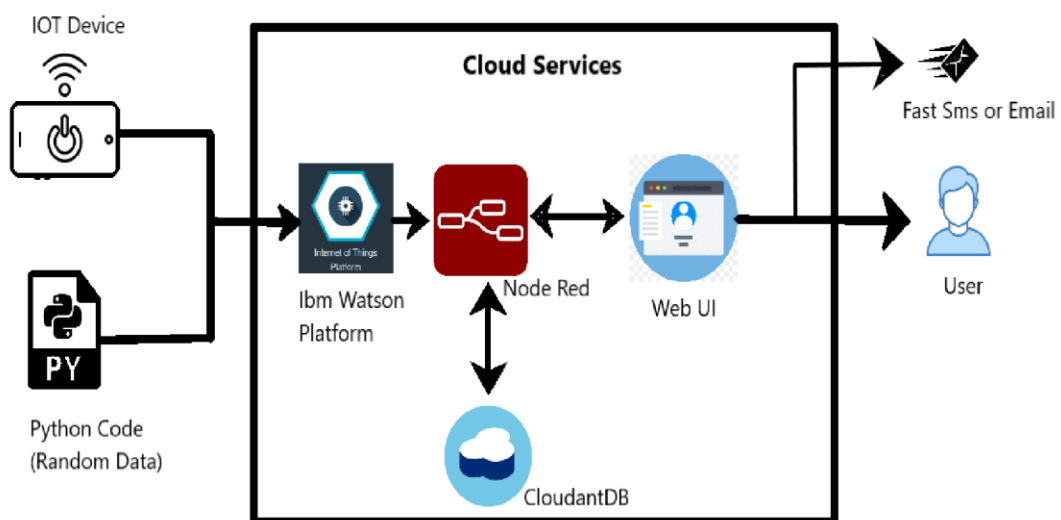 IOT Device
Cloud Services
Fast Sms or Email
Internet of Things
Platform
Ibm Watson
Platform
Node Red
Web UI
User
PY
Python Code
(Random Data)
CloudantDB